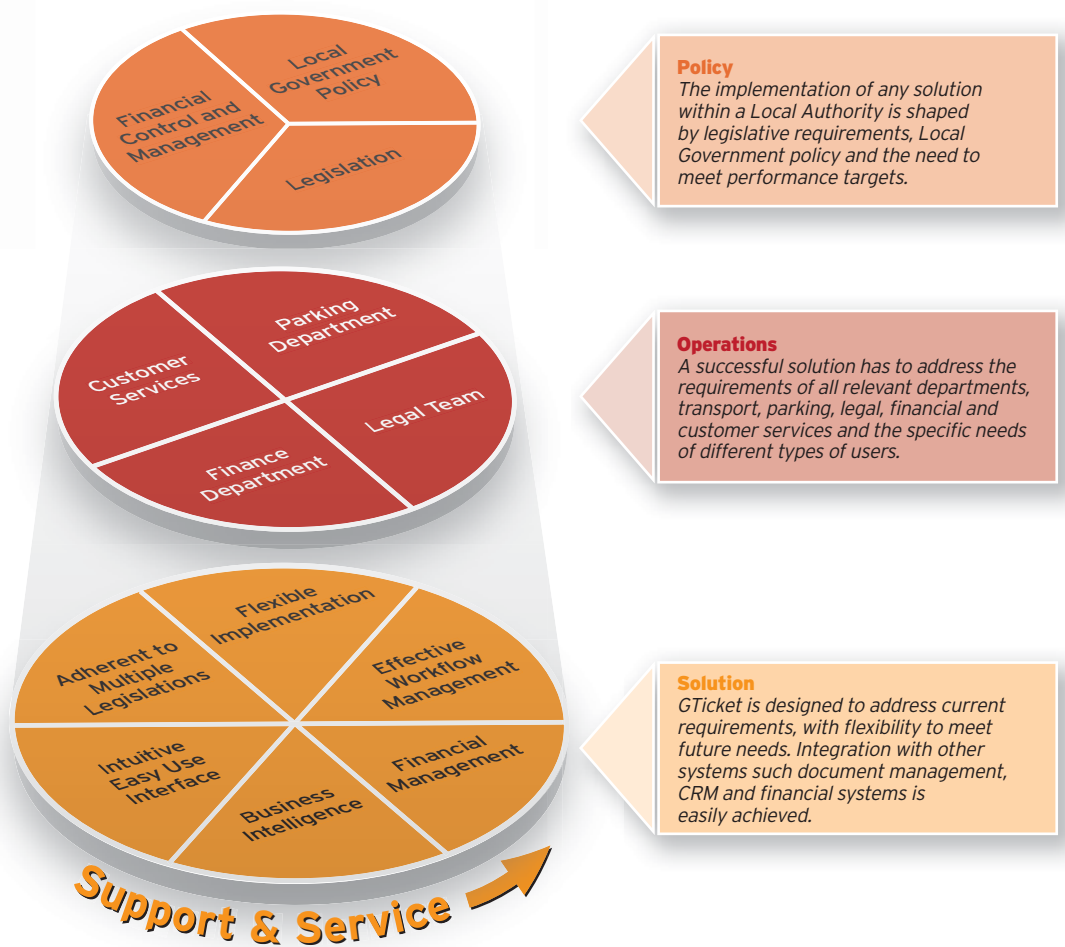 Local
Government
Policy
Financial
Control and
Management
Legislation
Policy
The implementation of any solution
within a Local Authority is shaped
by legislative requirements, Local
Government policy and the need to
meet performance targets.
Parking
Department
Customer
Services
Legal Team
Finance
Department
Operations
A successful solution has to address the
requirements of all relevant departments,
transport, parking, legal, financial and
customer services and the specific needs
of different types of users.
Flexible
Implementation
Adherent to
Multiple
Legislations
Effective
Workflow
Management
Intuitive
Easy Use
Interface
Business
Intelligence
Financial
Management
Solution
GTicket is designed to address current
requirements, with flexibility to meet
future needs. Integration with other
systems such document management,
CRM and financial systems is
easily achieved.
Support & Service